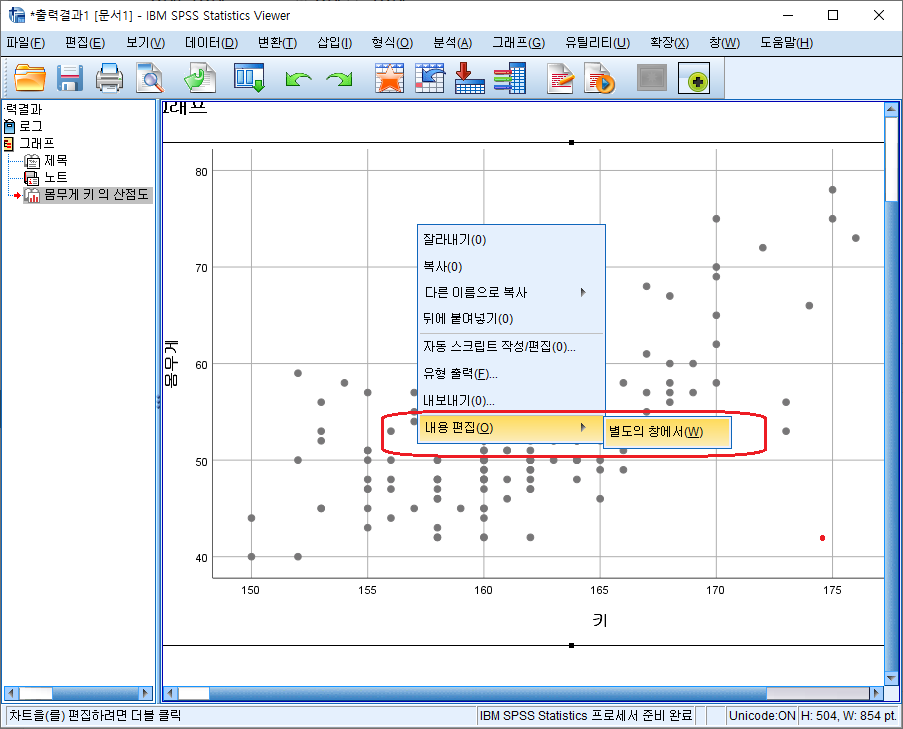 *출력결과1 [문서1] - IBM SPSS Statistics Viewer
파일(F) 편집(E) 보기(V) 데이터(D) 변환(T) 삽입(I) 형식(O) 분석(A) 그래프(G) 유틸리티(U) 확장(X) 창(W) 도움말(H)
력결과
로그
그래프
제목
노트
몸무게 키 의 산점도
그래프
80
70
60
50
40
몸무게
잘라내기(0)
복사(0)
다른 이름으로 복사
뒤에 붙여넣기(0)
자동 스크립트 작성/편집(0)...
유형 출력(F)...
내보내기(0)...
내용 편집(O)
별도의 창에서(W)
150 155 160 165 170 175
키
차트을(를) 편집하려면 더블 클릭
IBM SPSS Statistics 프로세서 준비 완료
Unicode:ON
H: 504, W: 854 pt.